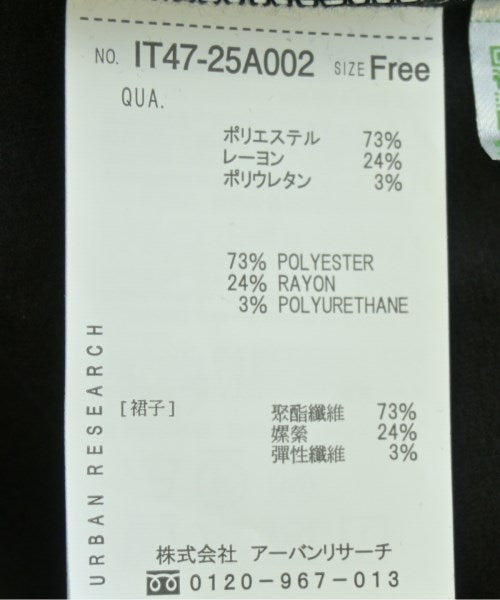 NO. IT47-25A002 SIZE Free
QUA.
ポリエステル 73%
レーヨン 24%
ポリウレタン 3%
73% POLYESTER
24% RAYON
3% POLYURETHANE
[裙子] 聚酯纖維 73%
嫘縈 24%
彈性纖維 3%
URBAN RESEARCH
株式会社 アーバンリサーチ
0120-967-013